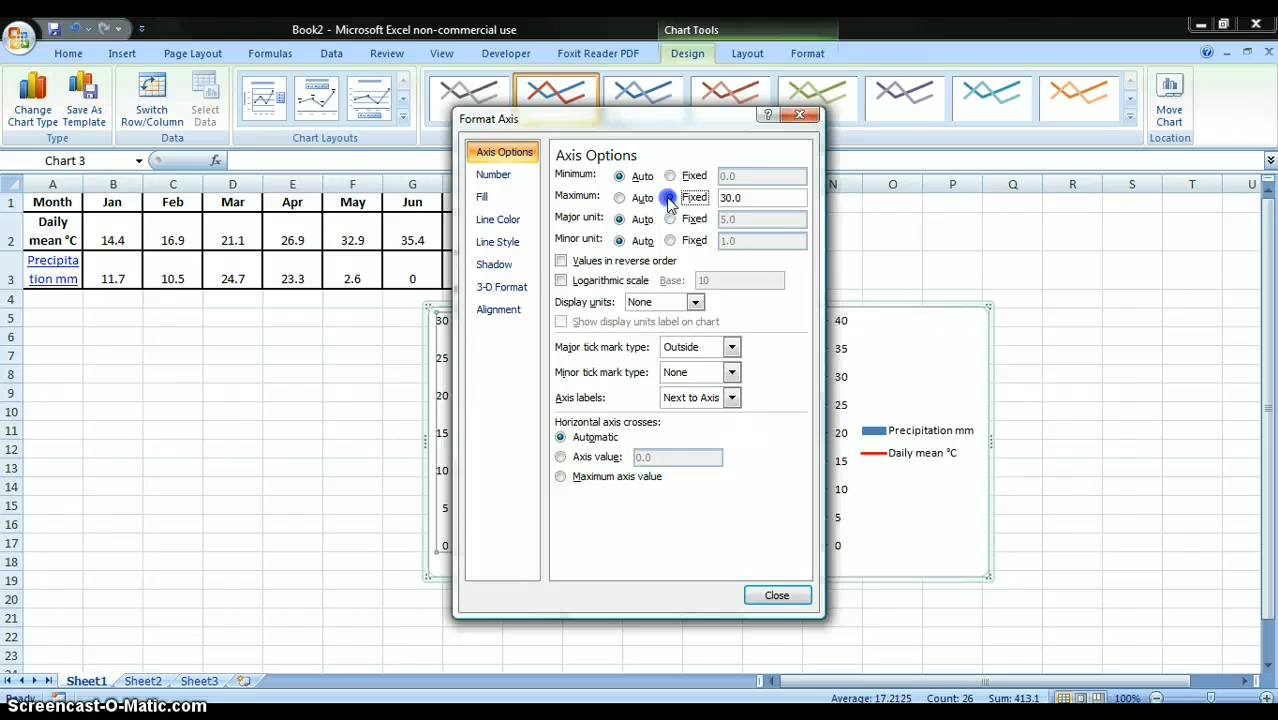 Book2 - Microsoft Excel non-commercial use
Chart Tools
Home Insert Page Layout Formulas Data Review View Developer Foxit Reader PDF Design Layout Format
Change Chart Type
Save As Template
Switch Row/Column
Select Data
Move Chart
Type Data Chart Layouts Location
Chart 3
fx
A B C D E F G N O P Q R S T U
1 Month Jan Feb Mar Apr May Jun
2 Daily mean °C 14.4 16.9 21.1 26.9 32.9 35.4
3 Precipitation mm 11.7 10.5 24.7 23.3 2.6 0
4
5
6
7
8
9
10
11
12
13
14
15
16
17
18
19
20
21
22
23
30
25
20
15
10
5
0
40
35
30
25
20
15
10
5
0
Precipitation mm
Daily mean °C
Format Axis
?
Axis Options
Number
Fill
Line Color
Line Style
Shadow
3-D Format
Alignment
Axis Options
Minimum: Auto Fixed 0.0
Maximum: Auto Fixed 30.0
Major unit: Auto Fixed 5.0
Minor unit: Auto Fixed 1.0
Values in reverse order
Logarithmic scale Base: 10
Display units: None
Show display units label on chart
Major tick mark type: Outside
Minor tick mark type: None
Axis labels: Next to Axis
Horizontal axis crosses:
Automatic
Axis value: 0.0
Maximum axis value
Close
Sheet1 Sheet2 Sheet3
Ready Average: 17.2125 Count: 26 Sum: 413.1 100%
Screencast-O-Matic.com